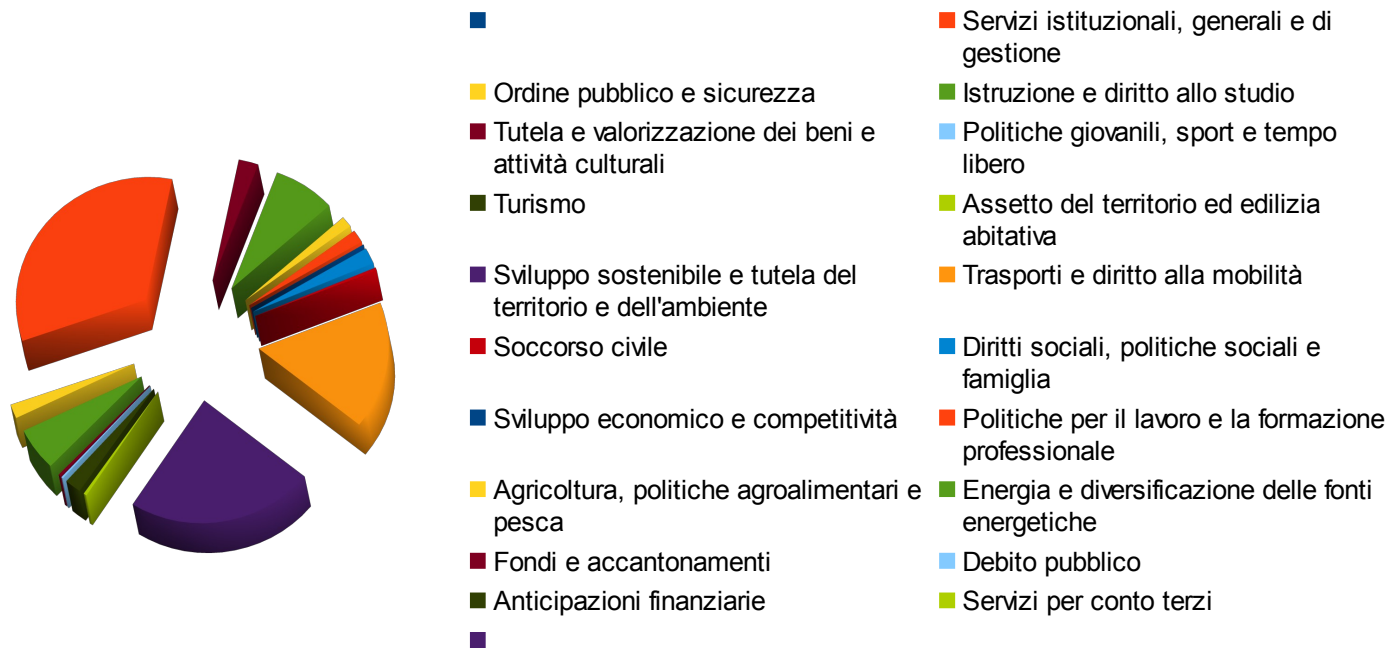 Servizi istituzionali, generali e di
gestione
Ordine pubblico e sicurezza
Istruzione e diritto allo studio
Tutela e valorizzazione dei beni e
attività culturali
Politiche giovanili, sport e tempo
libero
Turismo
Assetto del territorio ed edilizia
abitativa
Sviluppo sostenibile e tutela del
territorio e dell'ambiente
Trasporti e diritto alla mobilità
Soccorso civile
Diritti sociali, politiche sociali e
famiglia
Sviluppo economico e competitività
Politiche per il lavoro e la formazione
professionale
Agricoltura, politiche agroalimentari e
pesca
Energia e diversificazione delle fonti
energetiche
Fondi e accantonamenti
Debito pubblico
Anticipazioni finanziarie
Servizi per conto terzi